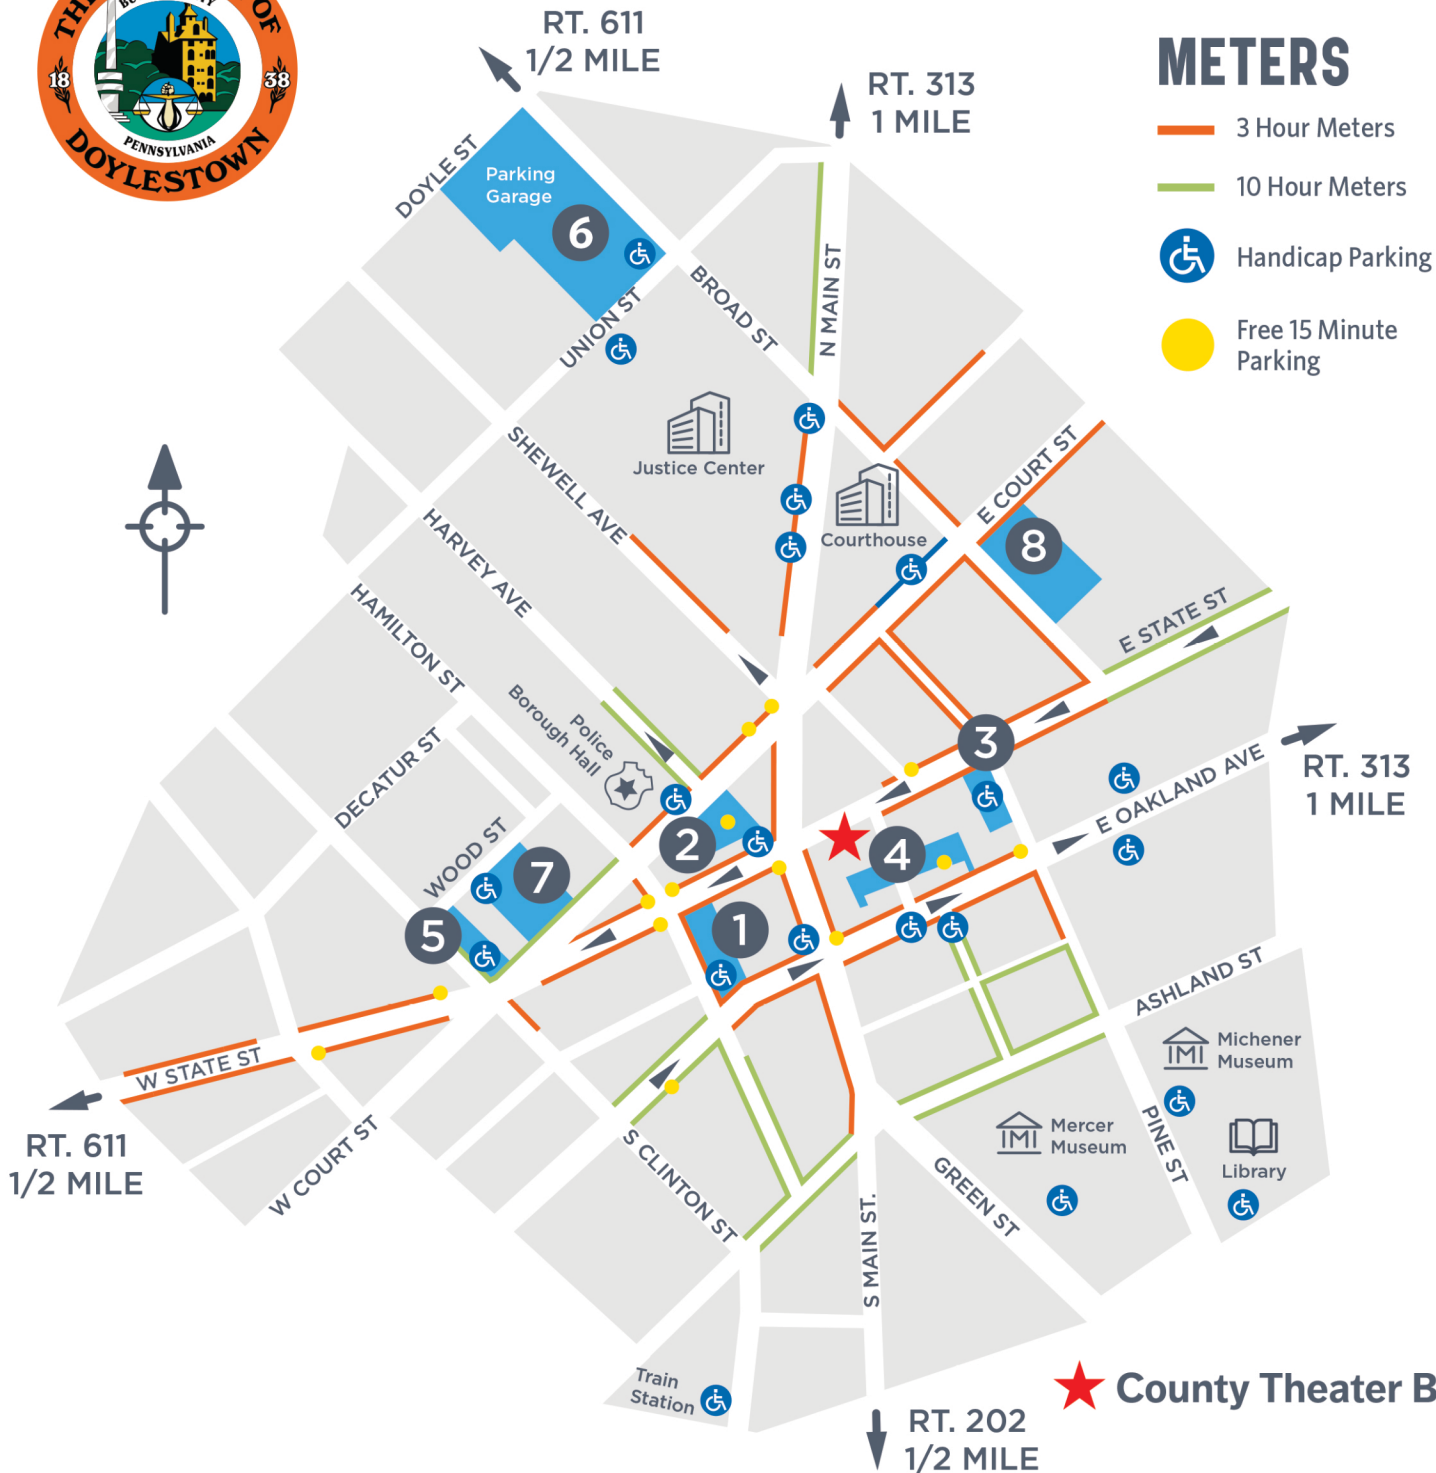 THE
OF
BU
TY
18
38
PENNSYLVANIA
DOYLESTOWN
RT. 611
1/2 MILE
RT. 313
1 MILE
METERS
3 Hour Meters
10 Hour Meters
Handicap Parking
Free 15 Minute
Parking
DOYLE ST
Parking
Garage
6
UNION ST
BROAD ST
N MAIN ST
Justice Center
Courthouse
SHEWELL AVE
E COURT ST
8
HARVEY AVE
HAMILTON ST
E STATE ST
Police
Borough Hall
3
DECATUR ST
RT. 313
1 MILE
E OAKLAND AVE
2
4
WOOD ST
7
5
1
ASHLAND ST
Michener
Museum
W STATE ST
RT. 611
1/2 MILE
W COURT ST
S CLINTON ST
Mercer
Museum
PINE ST
Library
GREEN ST
S MAIN ST.
Train
Station
County Theater B
RT. 202
1/2 MILE